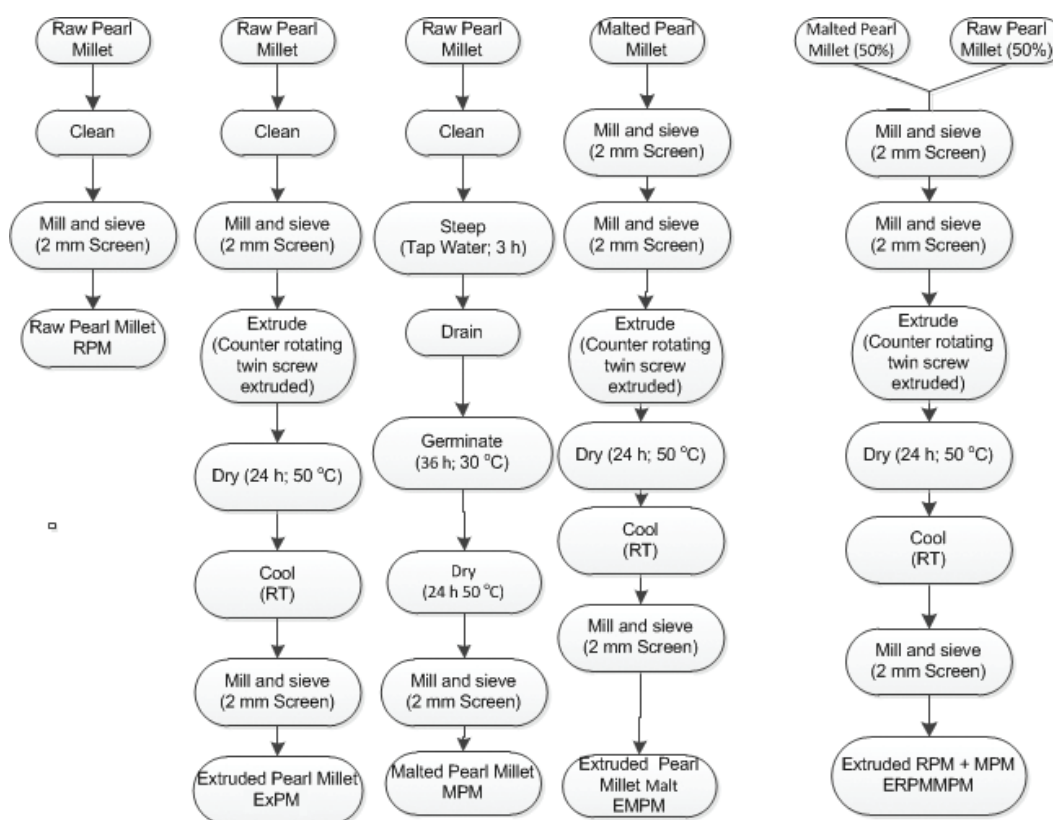 Raw Pearl
Millet
Clean
Mill and sieve
(2 mm Screen)
Raw Pearl Millet
RPM
Raw Pearl
Millet
Clean
Mill and sieve
(2 mm Screen)
Extrude
(Counter rotating
twin screw
extruded)
Dry (24 h; 50 °C)
Cool
(RT)
Mill and sieve
(2 mm Screen)
Extruded Pearl Millet
ExPM
Raw Pearl
Millet
Clean
Steep
(Tap Water; 3 h)
Drain
Germinate
(36 h; 30 °C)
Dry
(24 h 50 °C)
Mill and sieve
(2 mm Screen)
Malted Pearl Millet
MPM
Malted Pearl
Millet
Mill and sieve
(2 mm Screen)
Mill and sieve
(2 mm Screen)
Extrude
(Counter rotating
twin screw
extruded)
Dry (24 h; 50 °C)
Cool
(RT)
Mill and sieve
(2 mm Screen)
Extruded Pearl
Millet Malt
EMPM
Malted Pearl
Millet (50%)
Raw Pearl
Millet (50%)
Mill and sieve
(2 mm Screen)
Mill and sieve
(2 mm Screen)
Extrude
(Counter rotating
twin screw
extruded)
Dry (24 h; 50 °C)
Cool
(RT)
Mill and sieve
(2 mm Screen)
Extruded RPM + MPM
ERPMMPM